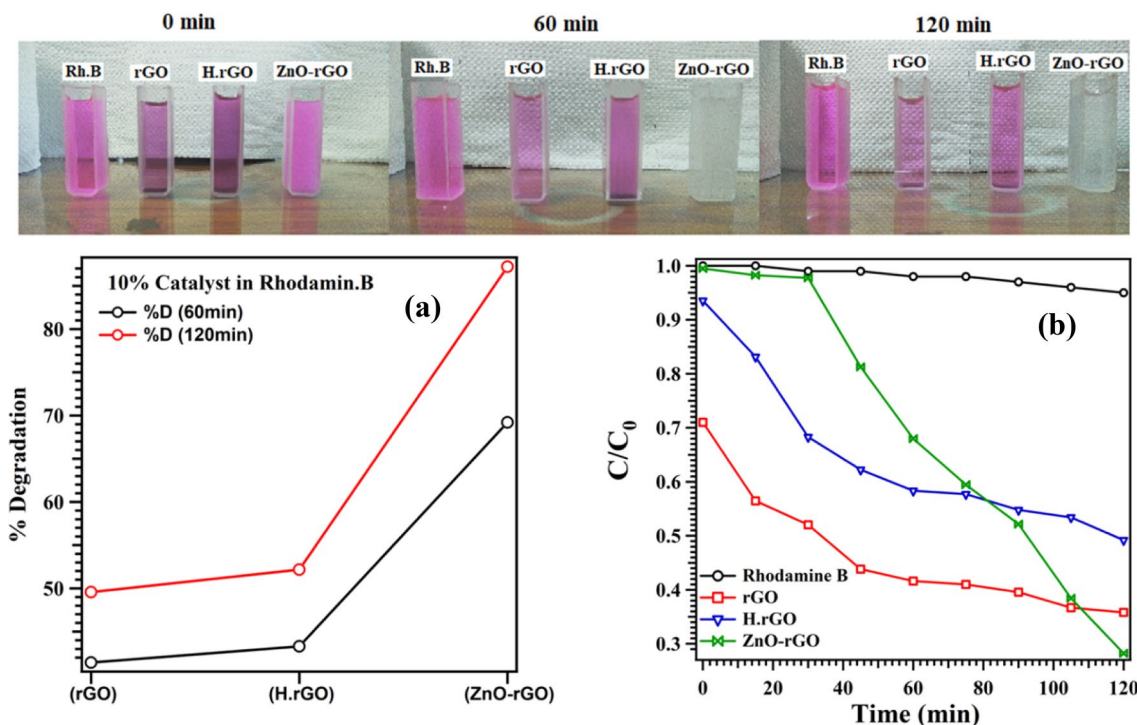 0 min 60 min 120 min
Rh.B rGO H.rGO ZnO-rGO Rh.B rGO H.rGO ZnO-rGO Rh.B rGO H.rGO ZnO-rGO
10% Catalyst in Rhodamin.B
%D (60min)
%D (120min)
(a)
% Degradation
80
70
60
50
(rGO) (H.rGO) (ZnO-rGO)
(b)
C/C0
1.0
0.9
0.8
0.7
0.6
0.5
0.4
0.3
Rhodamine B
rGO
H.rGO
ZnO-rGO
0 20 40 60 80 100 120
Time (min)